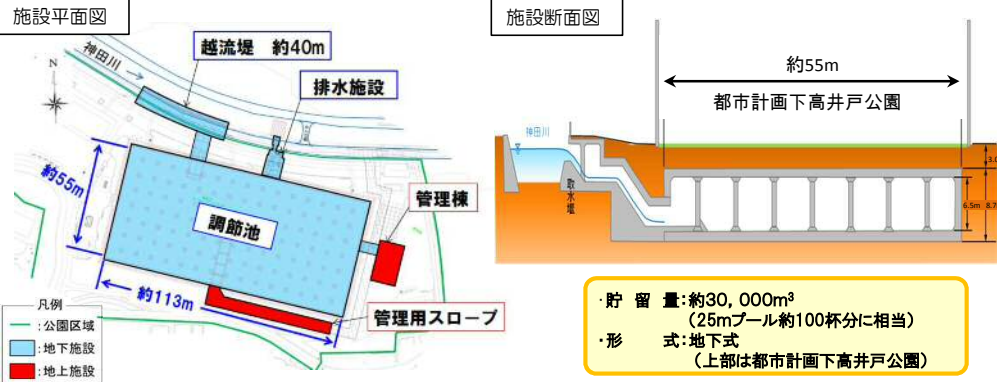 施設平面図
神田川
越流堤 約40m
排水施設
N
約55m
管理棟
調節池
約113m
管理用スロープ
凡例
:公園区域
:地下施設
:地上施設
施設断面図
約55m
都市計画下高井戸公園
神田川
取水堰
6.5m
・貯留量:約30,000m³
(25mプール約100杯分に相当)
・形式:地下式
(上部は都市計画下高井戸公園)